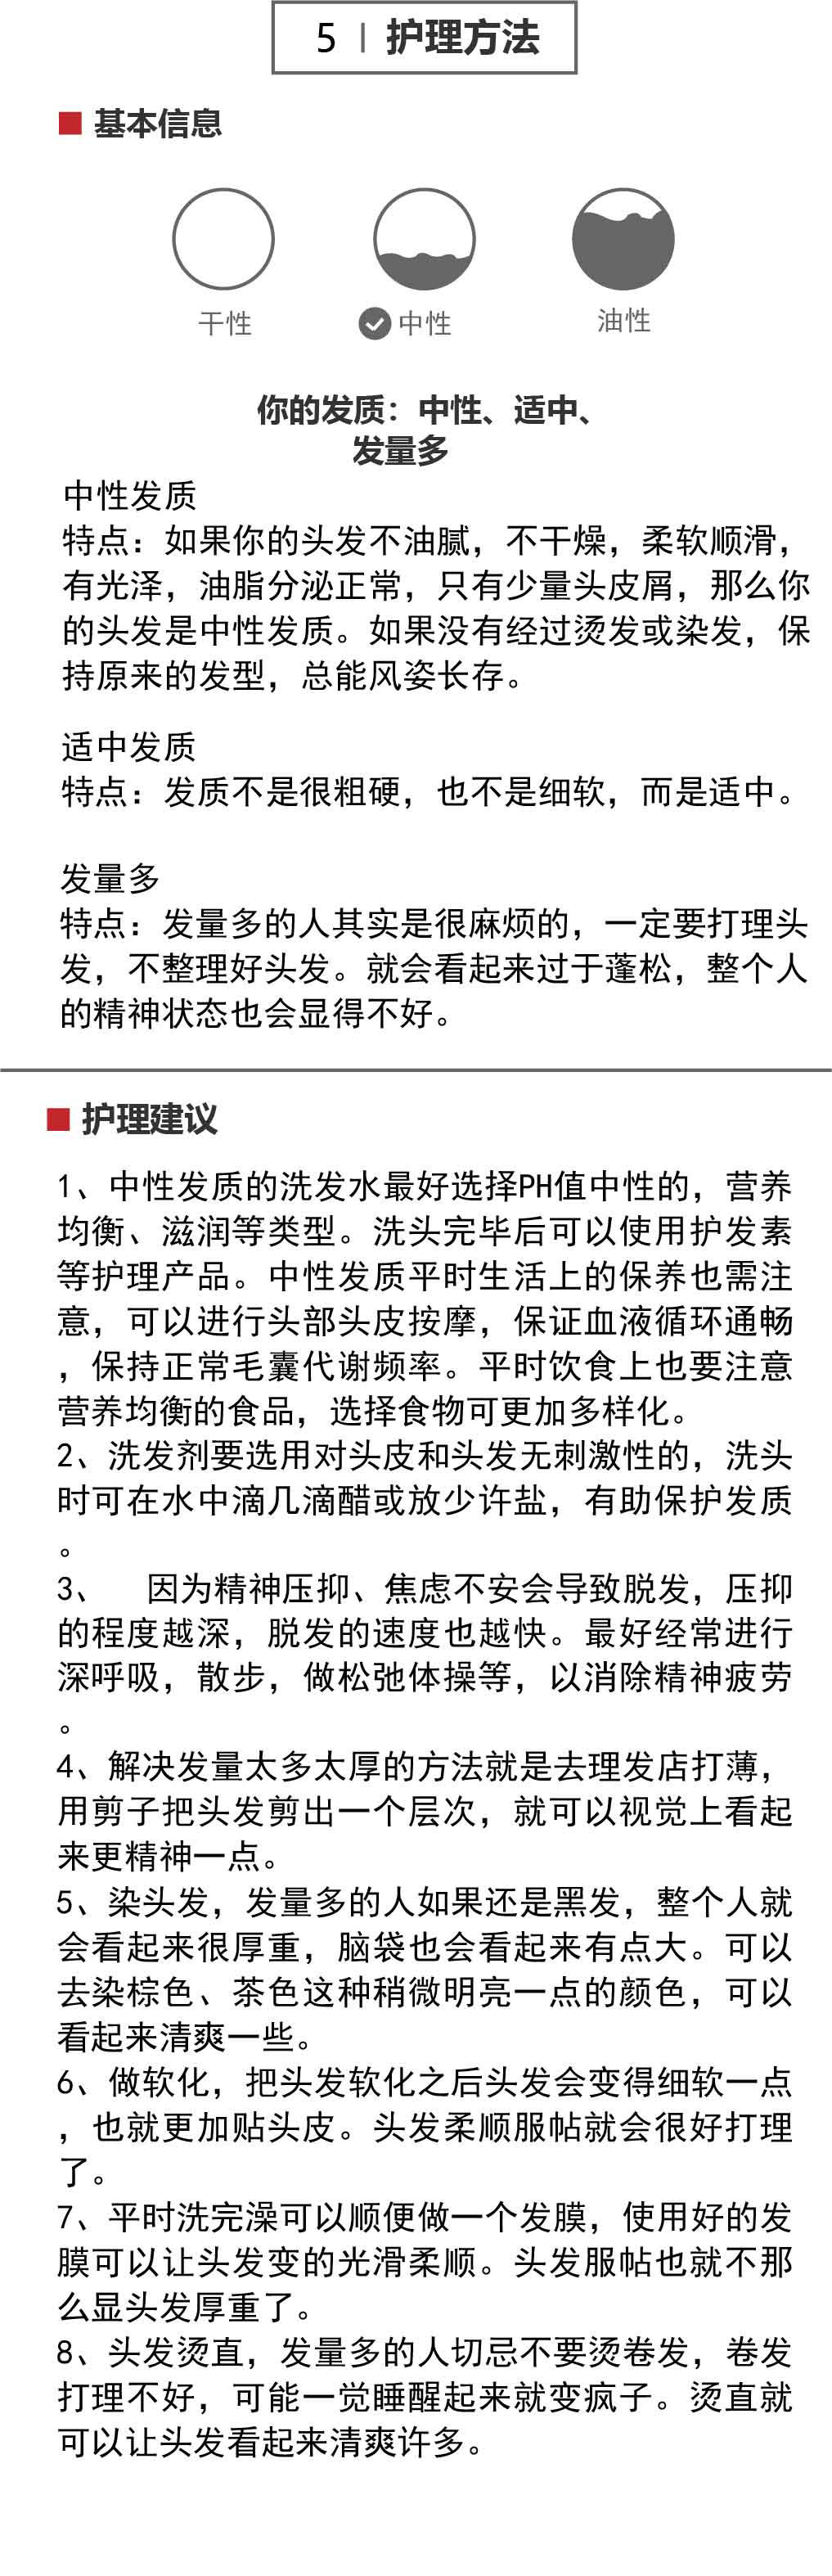 5 | 护理方法
基本信息
干性
中性
油性
你的发质：中性、适中、
发量多
中性发质
特点：如果你的头发不油腻，不干燥，柔软顺滑，
有光泽，油脂分泌正常，只有少量头皮屑，那么你
的头发是中性发质。如果没有经过烫发或染发，保
持原来的发型，总能风姿长存。
适中发质
特点：发质不是很粗硬，也不是细软，而是适中。
发量多
特点：发量多的人其实是很麻烦的，一定要打理头
发，不整理好头发。就会看起来过于蓬松，整个人
的精神状态也会显得不好。
护理建议
1、中性发质的洗发水最好选择PH值中性的，营养
均衡、滋润等类型。洗头完毕后可以使用护发素
等护理产品。中性发质平时生活上的保养也需注
意，可以进行头部头皮按摩，保证血液循环通畅
，保持正常毛囊代谢频率。平时饮食上也要注意
营养均衡的食品，选择食物可更加多样化。
2、洗发剂要选用对头皮和头发无刺激性的，洗头
时可在水中滴几滴醋或放少许盐，有助保护发质
。
3、 因为精神压抑、焦虑不安会导致脱发，压抑
的程度越深，脱发的速度也越快。最好经常进行
深呼吸，散步，做松弛体操等，以消除精神疲劳
。
4、解决发量太多太厚的方法就是去理发店打薄，
用剪子把头发剪出一个层次，就可以视觉上看起
来更精神一点。
5、染头发，发量多的人如果还是黑发，整个人就
会看起来很厚重，脑袋也会看起来有点大。可以
去染棕色、茶色这种稍微明亮一点的颜色，可以
看起来清爽一些。
6、做软化，把头发软化之后头发会变得细软一点
，也就更加贴头皮。头发柔顺服帖就会很好打理
了。
7、平时洗完澡可以顺便做一个发膜，使用好的发
膜可以让头发变的光滑柔顺。头发服帖也就不那
么显头发厚重了。
8、头发烫直，发量多的人切忌不要烫卷发，卷发
打理不好，可能一觉睡醒起来就变疯子。烫直就
可以让头发看起来清爽许多。